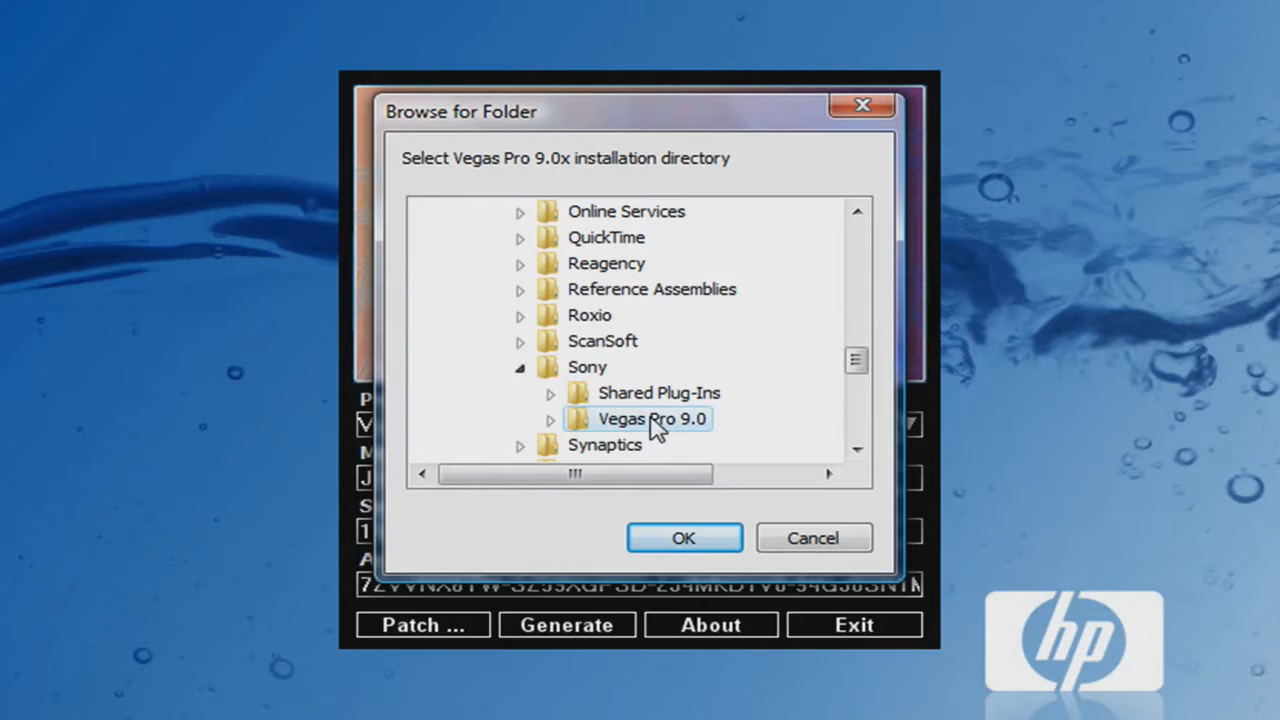 Browse for Folder
Select Vegas Pro 9.0x installation directory
Online Services
QuickTime
Reagency
Reference Assemblies
Roxio
ScanSoft
Sony
Shared Plug-Ins
Vegas Pro 9.0
Synaptics
OK
Cancel
P
M
J
S
1
A
Patch ...
Generate
About
Exit
hp